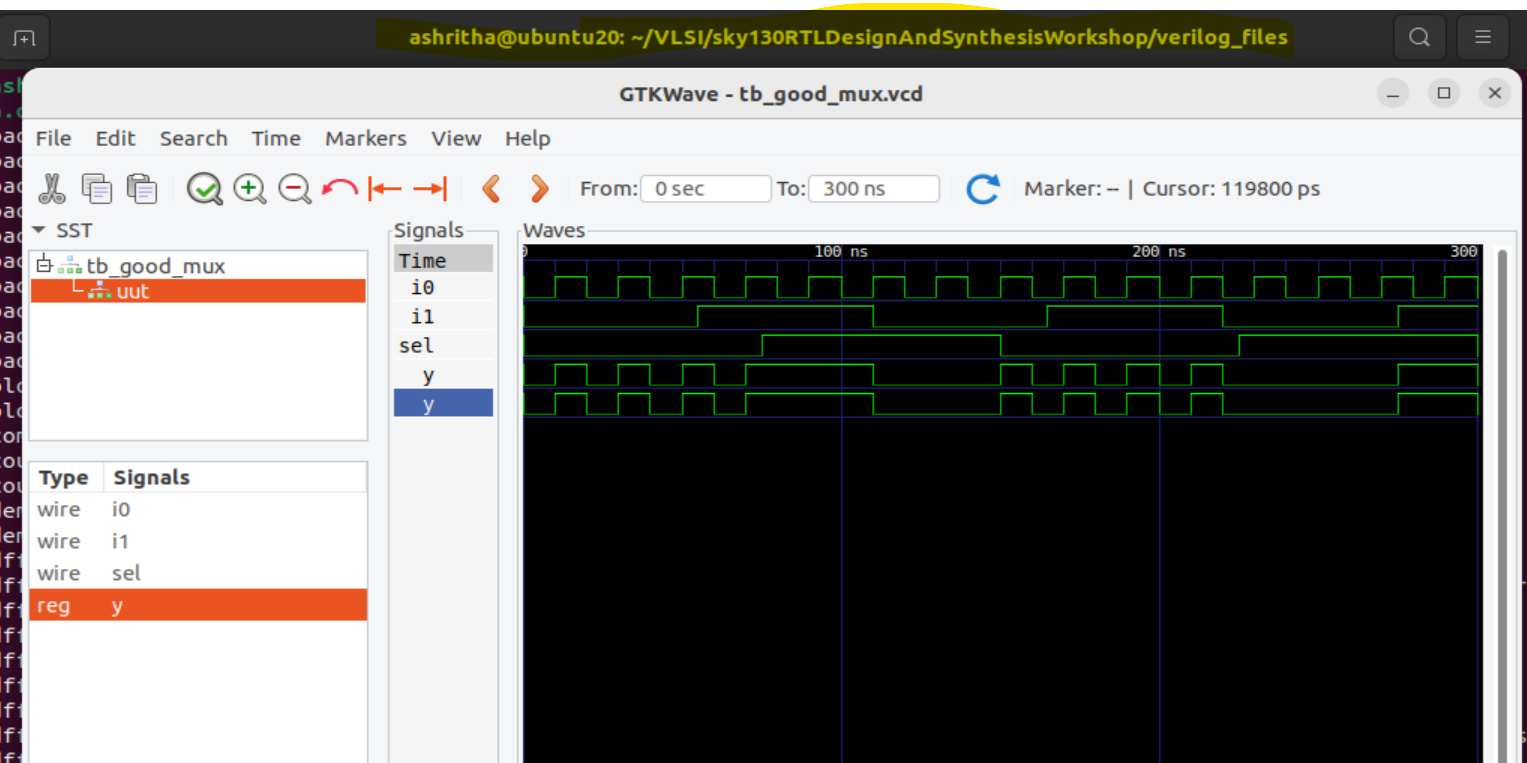 ashritha@ubuntu20: ~/VLSI/sky130RTLDesignAndSynthesisWorkshop/verilog_files
GTKWave - tb_good_mux.vcd
File Edit Search Time Markers View Help
From: 0 sec To: 300 ns Marker: -- | Cursor: 119800 ps
SST
tb_good_mux
uut
Type Signals
wire i0
wire i1
wire sel
reg y
Signals
Time
i0
i1
sel
y
y
Waves
0 100 ns 200 ns 300